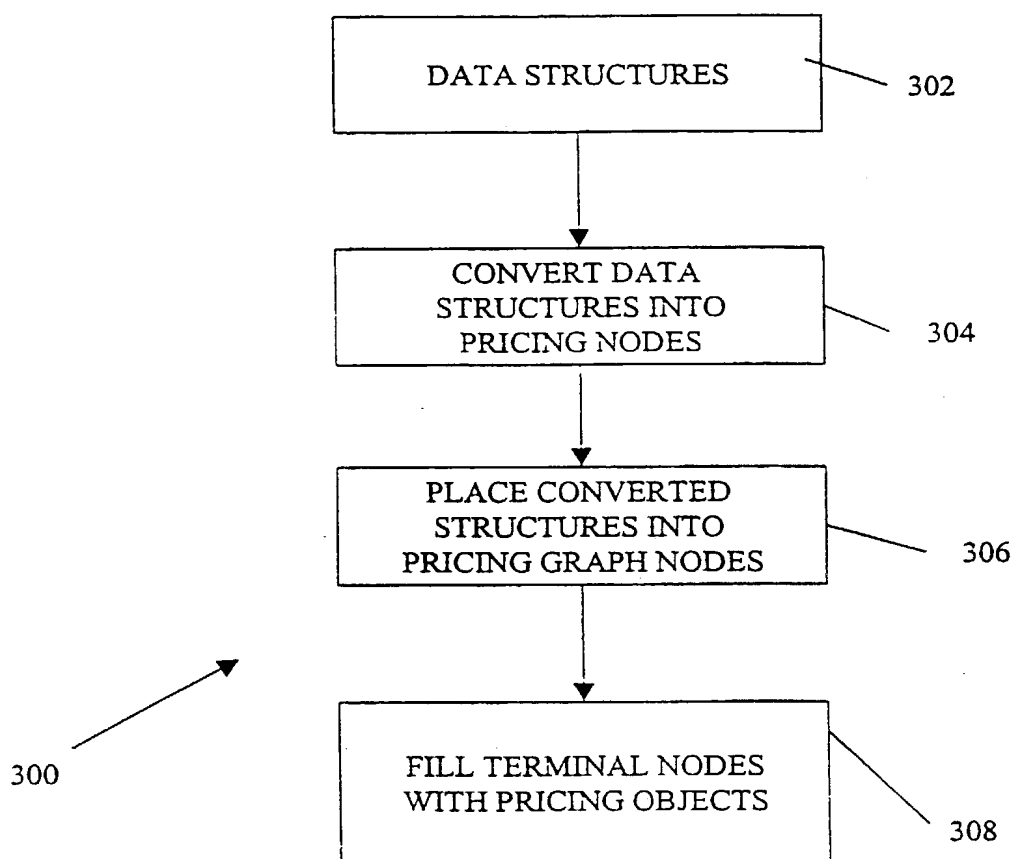 DATA STRUCTURES
302
CONVERT DATA
STRUCTURES INTO
PRICING NODES
304
PLACE CONVERTED
STRUCTURES INTO
PRICING GRAPH NODES
306
300
FILL TERMINAL NODES
WITH PRICING OBJECTS
308